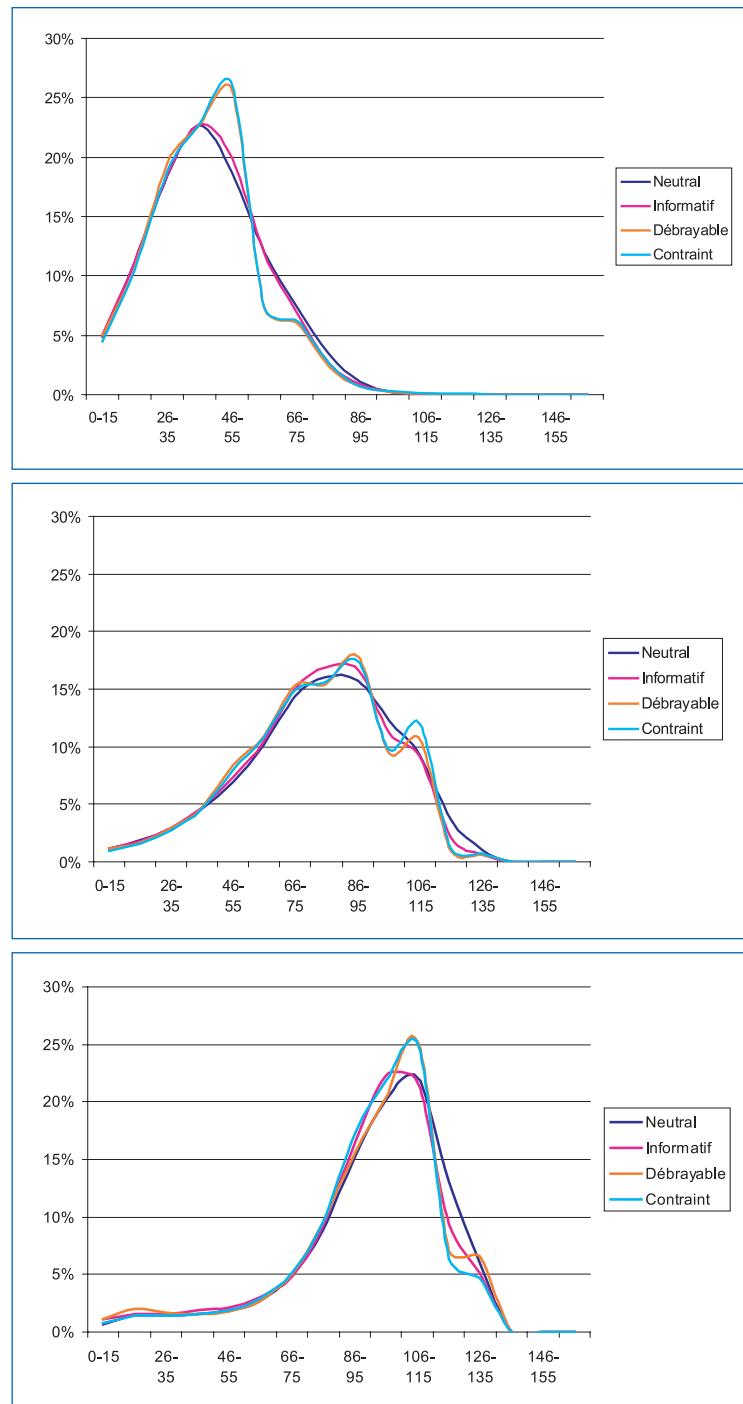 30%
25%
20%
15%
10%
5%
0%
0-15 26- 46- 66- 86- 106- 126- 146-
35 55 75 95 115 135 155
Neutral
Informatif
Débrayable
Contraint
30%
25%
20%
15%
10%
5%
0%
0-15 26- 46- 66- 86- 106- 126- 146-
35 55 75 95 115 135 155
Neutral
Informatif
Débrayable
Contraint
30%
25%
20%
15%
10%
5%
0%
0-15 26- 46- 66- 86- 106- 126- 146-
35 55 75 95 115 135 155
Neutral
Informatif
Débrayable
Contraint